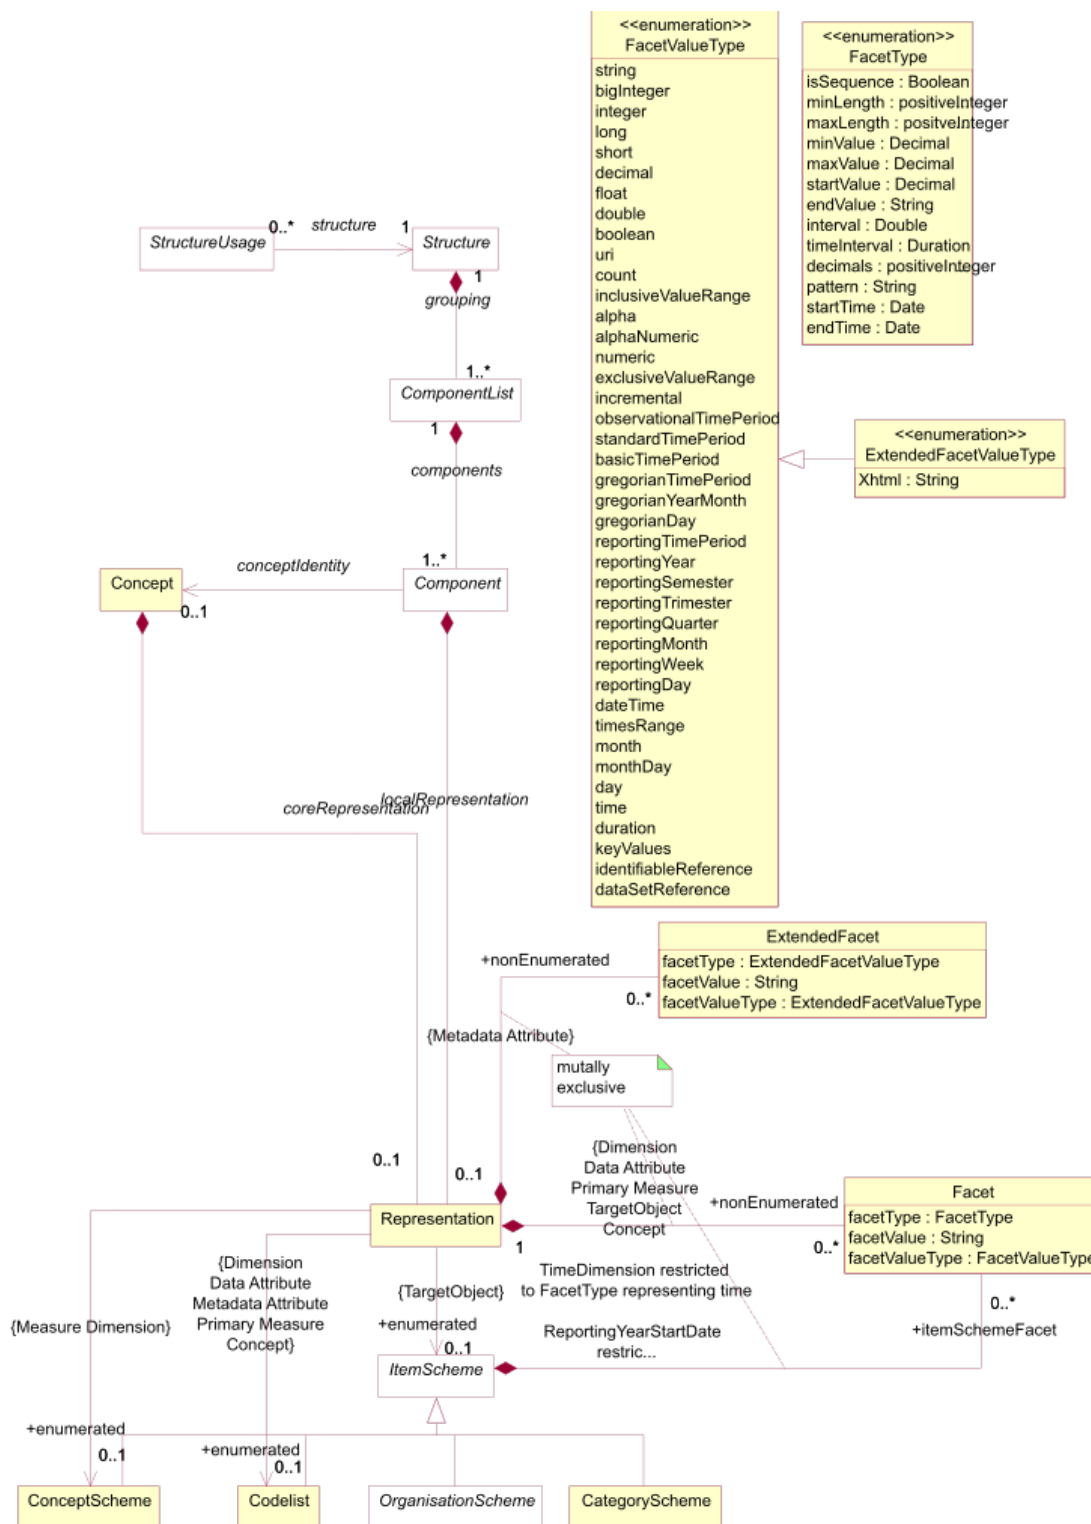 <<enumeration>>
FacetValueType
string
bigInteger
integer
long
short
decimal
float
double
boolean
uri
count
inclusiveValueRange
alpha
alphaNumeric
numeric
exclusiveValueRange
incremental
observationalTimePeriod
standardTimePeriod
basicTimePeriod
gregorianTimePeriod
gregorianYearMonth
gregorianDay
reportingTimePeriod
reportingYear
reportingSemester
reportingTrimester
reportingQuarter
reportingMonth
reportingWeek
reportingDay
dateTime
timesRange
month
monthDay
day
time
duration
keyValues
identifiableReference
dataSetReference
<<enumeration>>
FacetType
isSequence : Boolean
minLength : positiveInteger
maxLength : positveInteger
minValue : Decimal
maxValue : Decimal
startValue : Decimal
endValue : String
interval : Double
timeInterval : Duration
decimals : positiveInteger
pattern : String
startTime : Date
endTime : Date
<<enumeration>>
ExtendedFacetValueType
Xhtml : String
StructureUsage
0..*
structure
1
Structure
1
grouping
1..*
ComponentList
1
components
1..*
Component
conceptIdentity
Concept
0..1
localRepresentation
coreRepresentation
ExtendedFacet
facetType : ExtendedFacetValueType
facetValue : String
facetValueType : ExtendedFacetValueType
+nonEnumerated
0..*
{Metadata Attribute}
mutally
exclusive
0..1
0..1
Representation
{Dimension
Data Attribute
Primary Measure
TargetObject
Concept
+nonEnumerated
1
0..*
Facet
facetType : FacetType
facetValue : String
facetValueType : FacetValueType
TimeDimension restricted
to FacetType representing time
ReportingYearStartDate
restric...
0..*
+itemSchemeFacet
{Dimension
Data Attribute
Metadata Attribute
Primary Measure
Concept}
{TargetObject}
+enumerated
0..1
ItemScheme
{Measure Dimension}
+enumerated
0..1
+enumerated
0..1
ConceptScheme
Codelist
OrganisationScheme
CategoryScheme